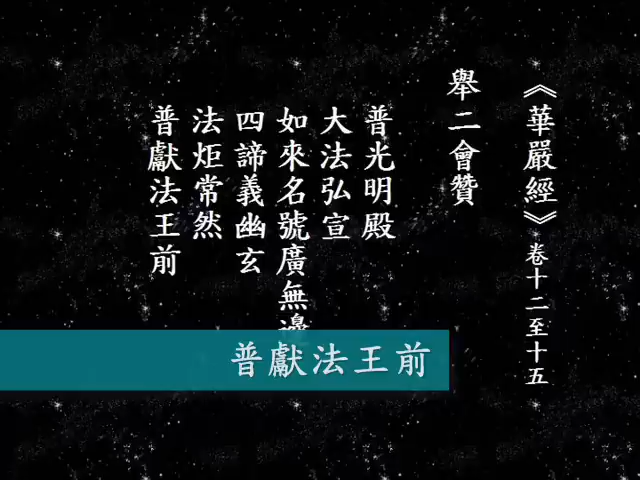 《華嚴經》卷十二至十五
舉二會贊
普光明殿
大法弘宣
如來名號廣無邊
四諦義幽玄
法炬常然
普獻法王前
普獻法王前